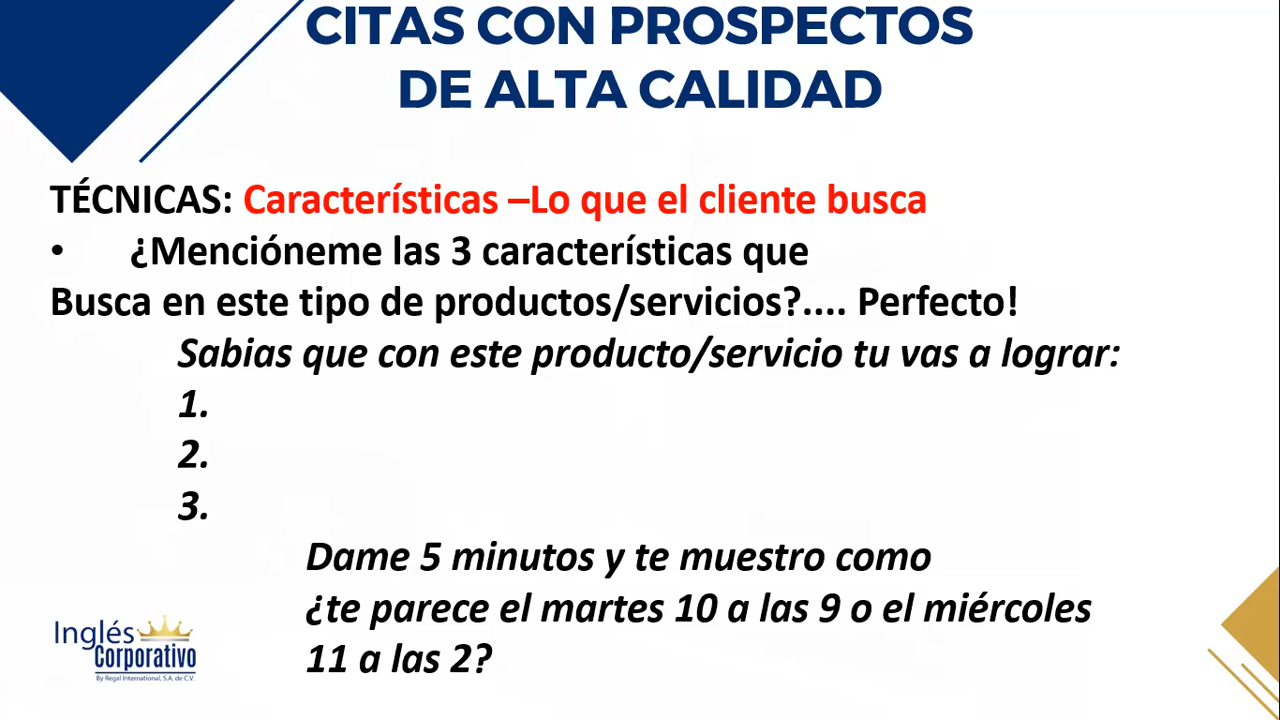 CITAS CON PROSPECTOS
DE ALTA CALIDAD
TÉCNICAS: Características –Lo que el cliente busca
• ¿Mencióneme las 3 características que
Busca en este tipo de productos/servicios?.... Perfecto!
Sabias que con este producto/servicio tu vas a lograr:
1.
2.
3.
Dame 5 minutos y te muestro como
¿te parece el martes 10 a las 9 o el miércoles
11 a las 2?
Inglés
Corporativo
By Regal International, S.A. de C.V.